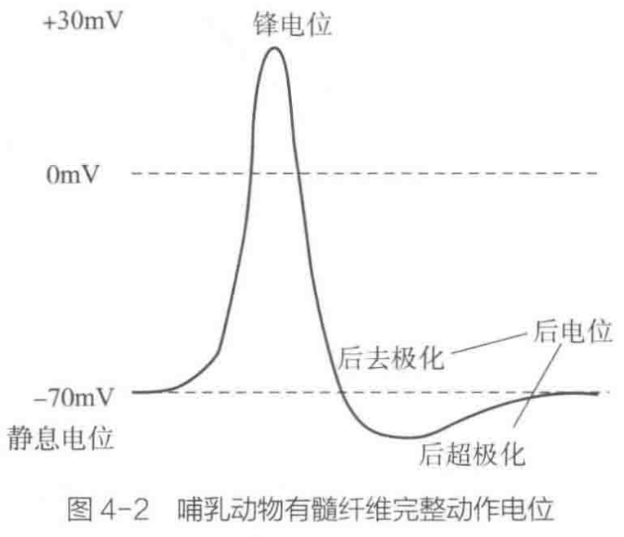 +30mV
锋电位
0mV
后去极化
后电位
-70mV
静息电位
后超极化
图 4-2 哺乳动物有髓纤维完整动作电位